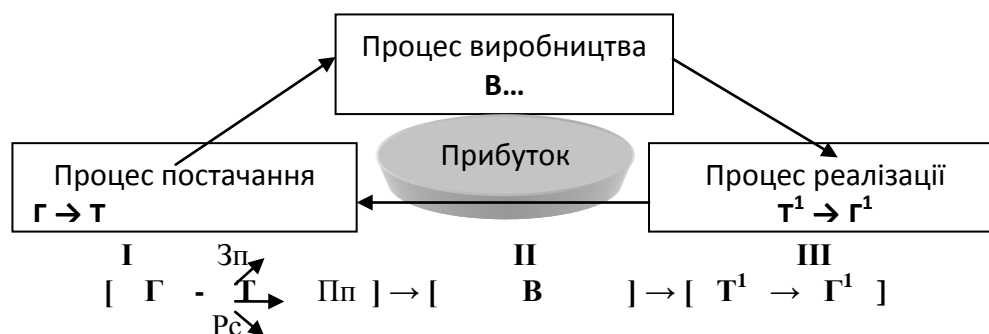 Процес виробництва
В...
Прибуток
Процес постачання
Г → Т
Процес реалізації
Т¹ → Г¹
I II III
Зп
[ Г - Т Пп ] → [ В ] → [ Т¹ → Г¹ ]
Рс